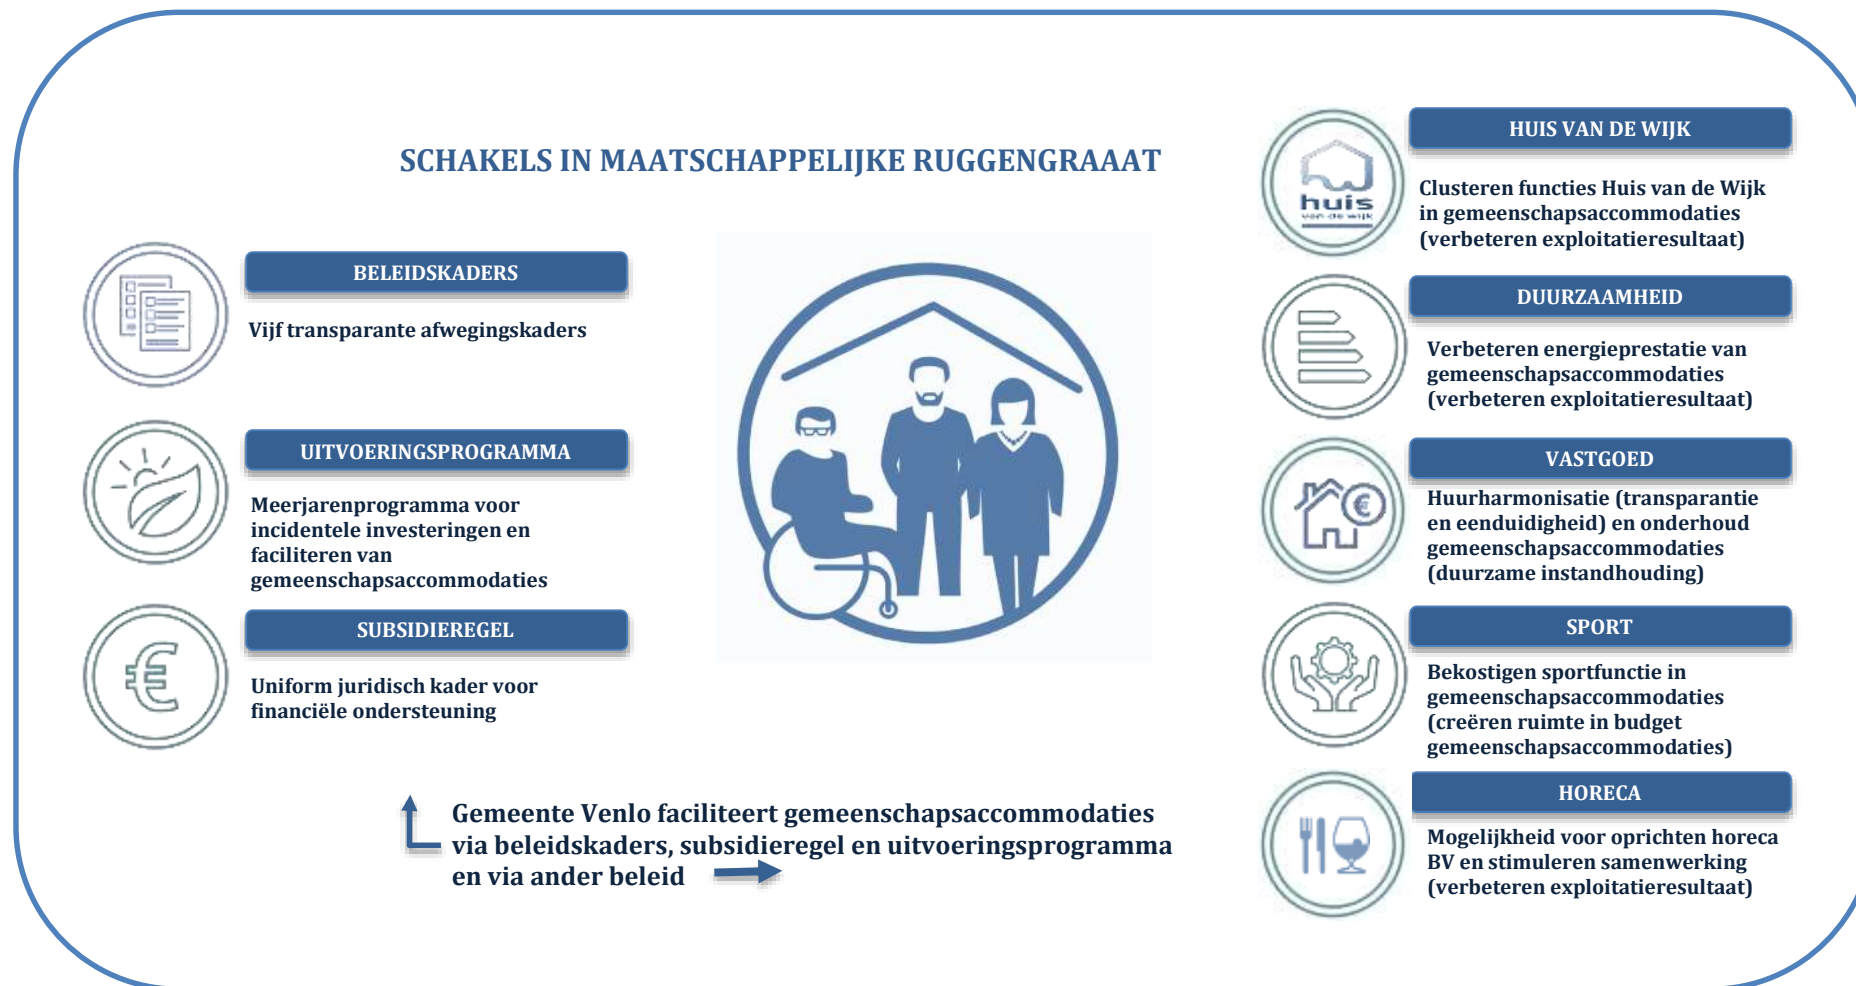 SCHAKELS IN MAATSCHAPPELIJKE RUGGENGRAAAT
BELEIDSKADERS
Vijf transparante afwegingskaders
UITVOERINGSPROGRAMMA
Meerjarenprogramma voor
incidentele investeringen en
faciliteren van
gemeenschapsaccommodaties
SUBSIDIEREGEL
Uniform juridisch kader voor
financiële ondersteuning
Gemeente Venlo faciliteert gemeenschapsaccommodaties
via beleidskaders, subsidieregel en uitvoeringsprogramma
en via ander beleid
huis
van de wijk
HUIS VAN DE WIJK
Clusteren functies Huis van de Wijk
in gemeenschapsaccommodaties
(verbeteren exploitatieresultaat)
DUURZAAMHEID
Verbeteren energieprestatie van
gemeenschapsaccommodaties
(verbeteren exploitatieresultaat)
VASTGOED
Huurharmonisatie (transparantie
en eenduidigheid) en onderhoud
gemeenschapsaccommodaties
(duurzame instandhouding)
SPORT
Bekostigen sportfunctie in
gemeenschapsaccommodaties
(creëren ruimte in budget
gemeenschapsaccommodaties)
HORECA
Mogelijkheid voor oprichten horeca
BV en stimuleren samenwerking
(verbeteren exploitatieresultaat)